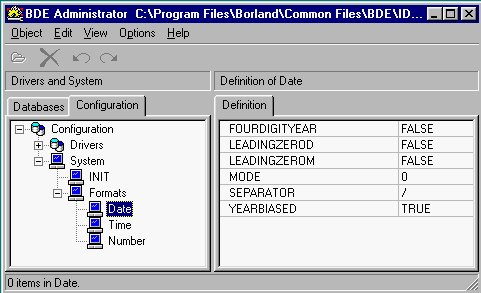 BDE Administrator C:\Program Files\Borland\Common Files\BDE\ID...
Object Edit View Options Help
Drivers and System
Definition of Date
Databases Configuration
Definition
Configuration
Drivers
System
INIT
Formats
Date
Time
Number
FOURDIGITYEAR FALSE
LEADINGZEROD FALSE
LEADINGZEROM FALSE
MODE 0
SEPARATOR /
YEARBIASED TRUE
0 items in Date.